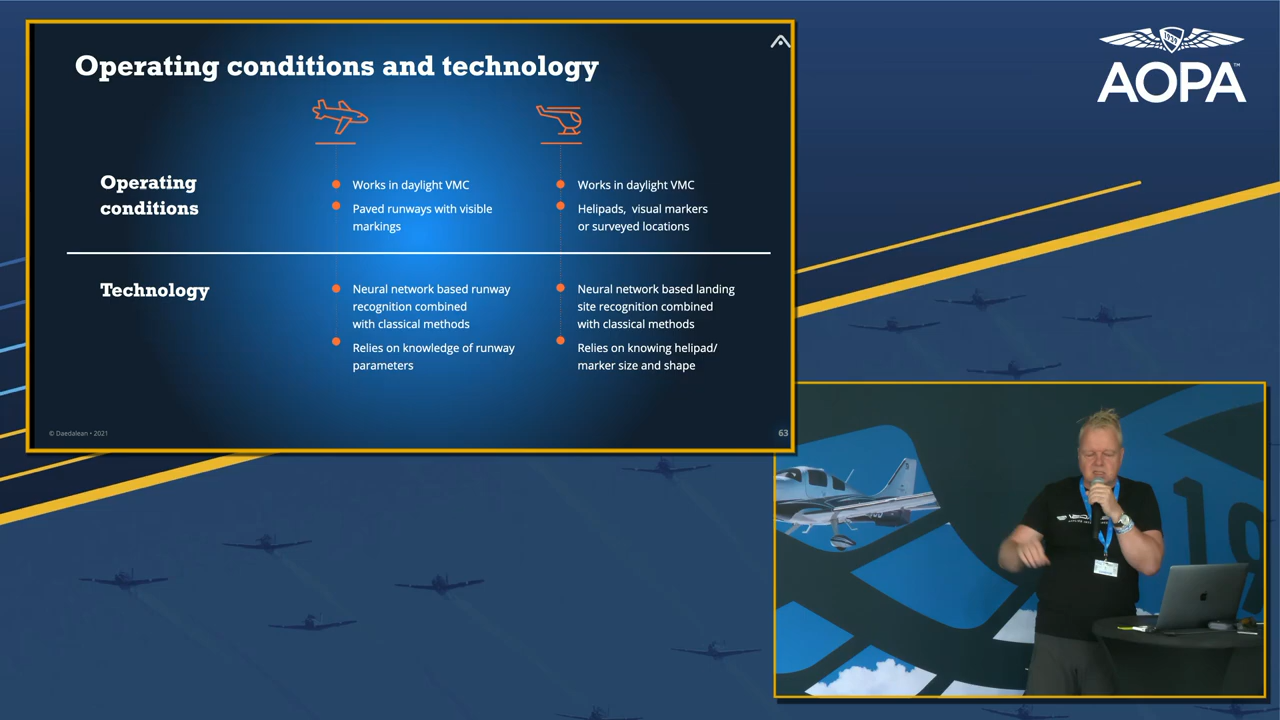 Operating conditions and technology
Operating
conditions
Works in daylight VMC
Paved runways with visible
markings
Works in daylight VMC
Helipads, visual markers
or surveyed locations
Technology
Neural network based runway
recognition combined
with classical methods
Relies on knowledge of runway
parameters
Neural network based landing
site recognition combined
with classical methods
Relies on knowing helipad/
marker size and shape
© Daedalean • 2021
63
1939
AOPA™
19